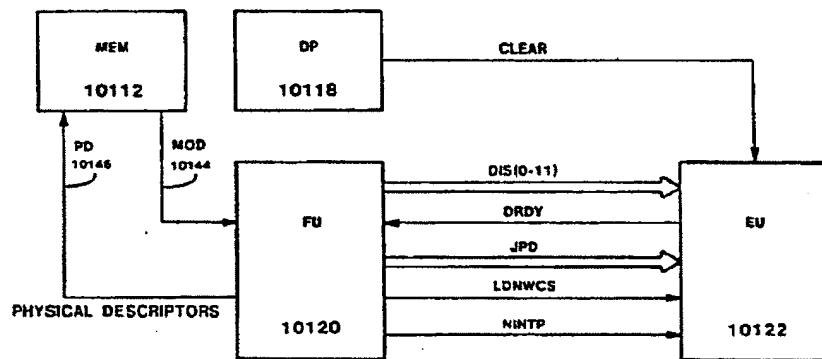 MEM
10112
DP
10118
CLEAR
PD
10146
MOD
10144
FU
10120
DIS(0-11)
DRDY
JPD
LDNWCS
NINTP
EU
10122
PHYSICAL DESCRIPTORS